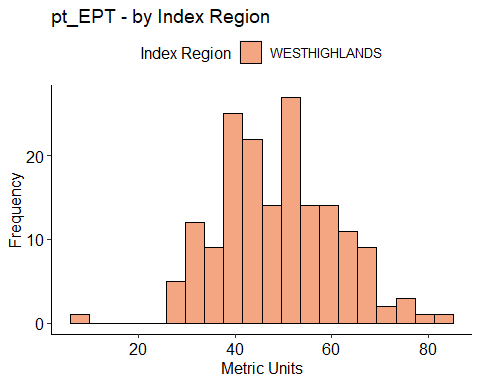 pt_EPT - by Index Region
Index Region WESTHIGHLANDS
Frequency
20
10
0
20 40 60 80
Metric Units